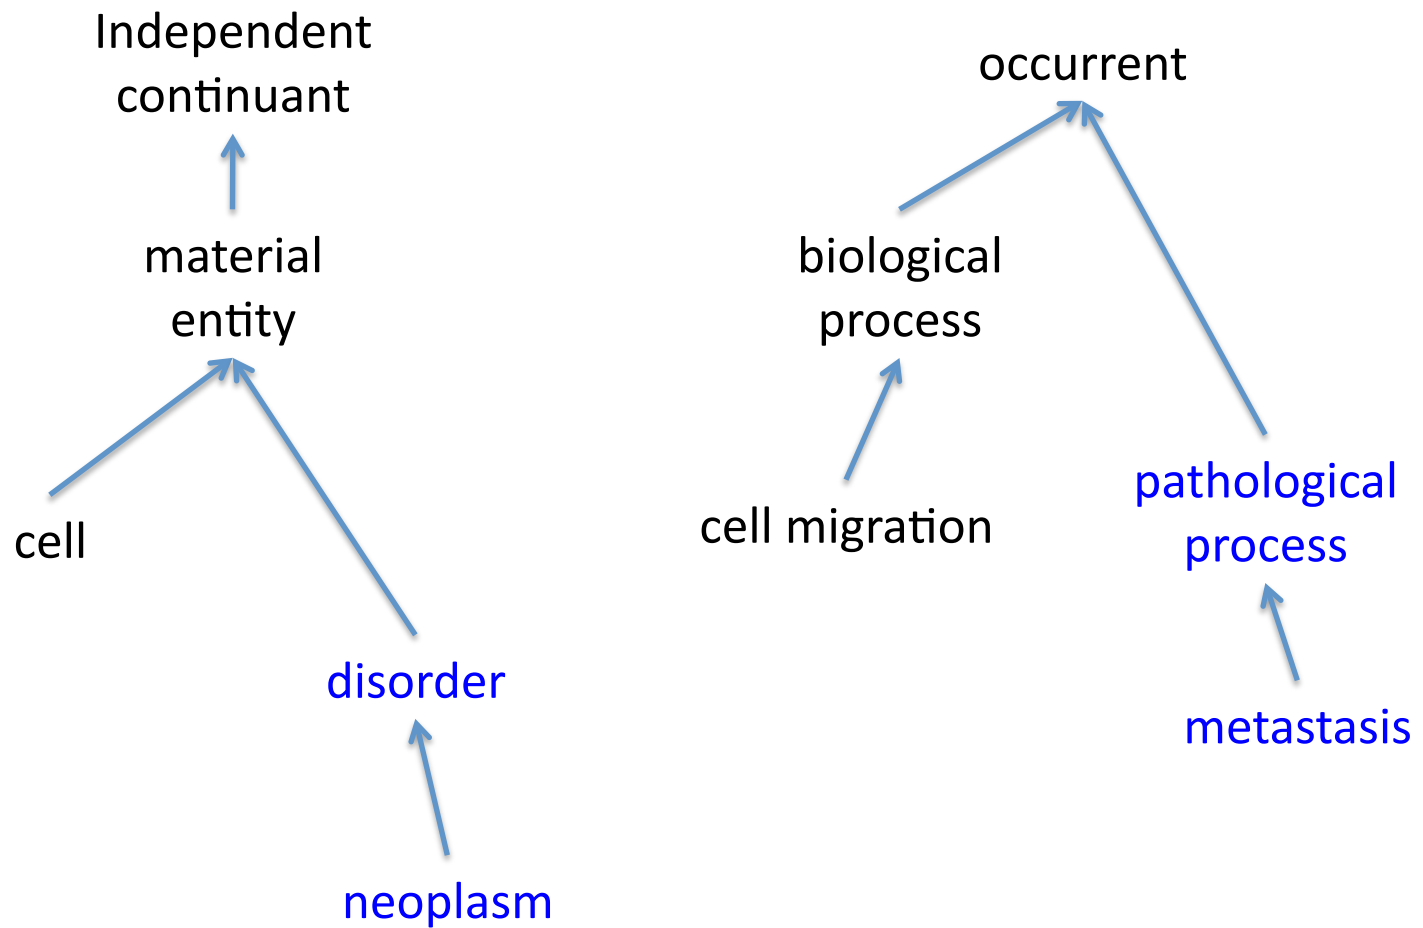 Independent
continuant
material
entity
cell
disorder
neoplasm
occurrent
biological
process
cell migration
pathological
process
metastasis